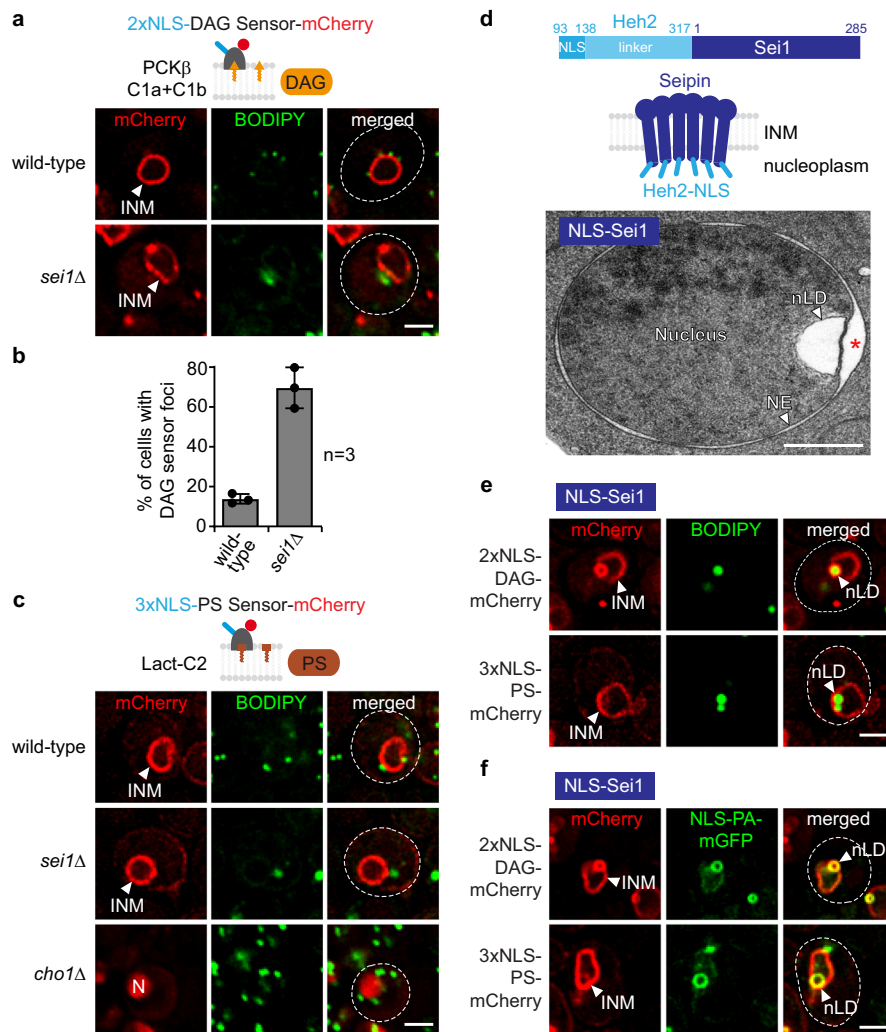 a
2xNLS-DAG Sensor-mCherry
PCKβ
C1a+C1b
DAG
mCherry
BODIPY
merged
wild-type
INM
sei1Δ
INM
b
% of cellls with
DAG sensor foci
80
60
40
20
0
n=3
wild-
type
sei1Δ
c
3xNLS-PS Sensor-mCherry
Lact-C2
PS
mCherry
BODIPY
merged
wild-type
INM
sei1Δ
INM
cho1Δ
N
d
Heh2
93 138 317 1 285
NLS linker Sei1
Seipin
INM
nucleoplasm
Heh2-NLS
NLS-Sei1
nLD
Nucleus
*
NE
e
NLS-Sei1
mCherry
BODIPY
merged
2xNLS-
DAG-
mCherry
INM
nLD
3xNLS-
PS-
mCherry
INM
nLD
f
NLS-Sei1
mCherry
NLS-PA-
mGFP
merged
2xNLS-
DAG-
mCherry
INM
nLD
3xNLS-
PS-
mCherry
INM
nLD